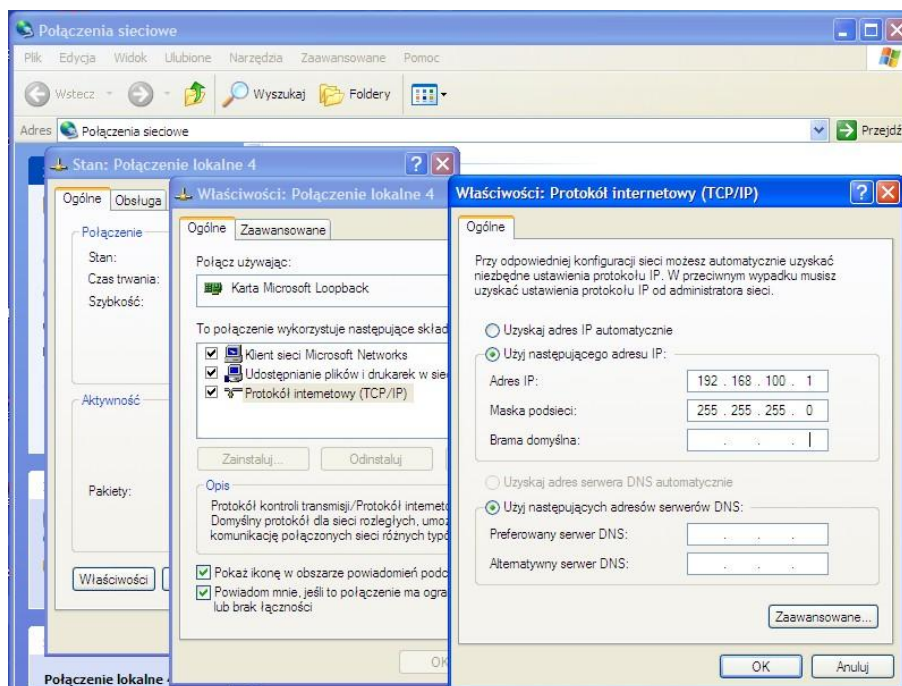 Połączenia sieciowe
Plik Edycja Widok Ulubione Narzędzia Zaawansowane Pomoc
Wstecz Wyszukaj Foldery
Adres Połączenia sieciowe Przejdź
Stan: Połączenie lokalne 4
Ogólne Obsługa
Połączenie
Stan:
Czas trwania:
Szybkość:
Aktywność
Pakiety:
Właściwości
Połączenie lokalne
Właściwości: Połączenie lokalne 4
Ogólne Zaawansowane
Połącz używając:
Karta Microsoft Loopback
To połączenie wykorzystuje następujące skład
Klient sieci Microsoft Networks
Udostępnianie plików i drukarek w sie
Protokół internetowy (TCP/IP)
Zainstaluj... Odinstaluj
Opis
Protokół kontroli transmisji/Protokół interneto
Domyślny protokół dla sieci rozległych, umoż
komunikację połączonych sieci różnych typó
Pokaż ikonę w obszarze powiadomień podc
Powiadom mnie, jeśli to połączenie ma ogra
lub brak łączności
OK
Właściwości: Protokół internetowy (TCP/IP)
Ogólne
Przy odpowiedniej konfiguracji sieci możesz automatycznie uzyskać
niezbędne ustawienia protokołu IP. W przeciwnym wypadku musisz
uzyskać ustawienia protokołu IP od administratora sieci.
Uzyskaj adres IP automatycznie
Użyj następującego adresu IP:
Adres IP: 192 . 168 . 100 . 1
Maska podsieci: 255 . 255 . 255 . 0
Brama domyślna: . . .
Uzyskaj adres serwera DNS automatycznie
Użyj następujących adresów serwerów DNS:
Preferowany serwer DNS: . . .
Alternatywny serwer DNS: . . .
Zaawansowane...
OK Anuluj